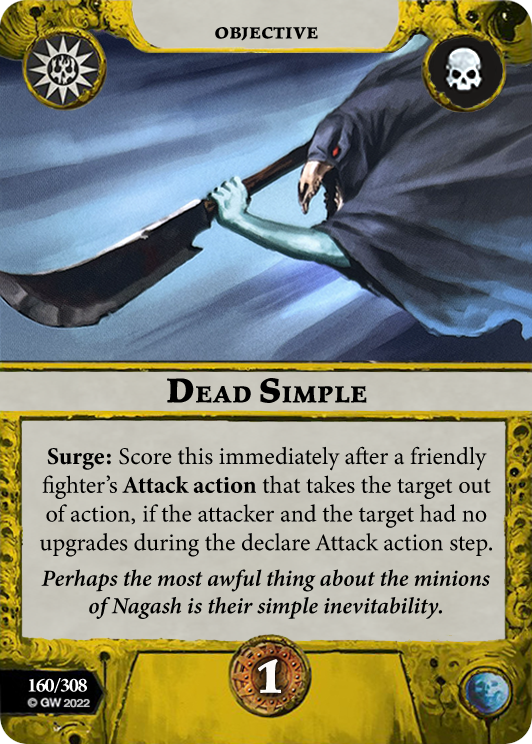 OBJECTIVE
DEAD SIMPLE
Surge: Score this immediately after a friendly
fighter's Attack action that takes the target out
of action, if the attacker and the target had no
upgrades during the declare Attack action step.
Perhaps the most awful thing about the minions
of Nagash is their simple inevitability.
1
160/308
© GW 2022